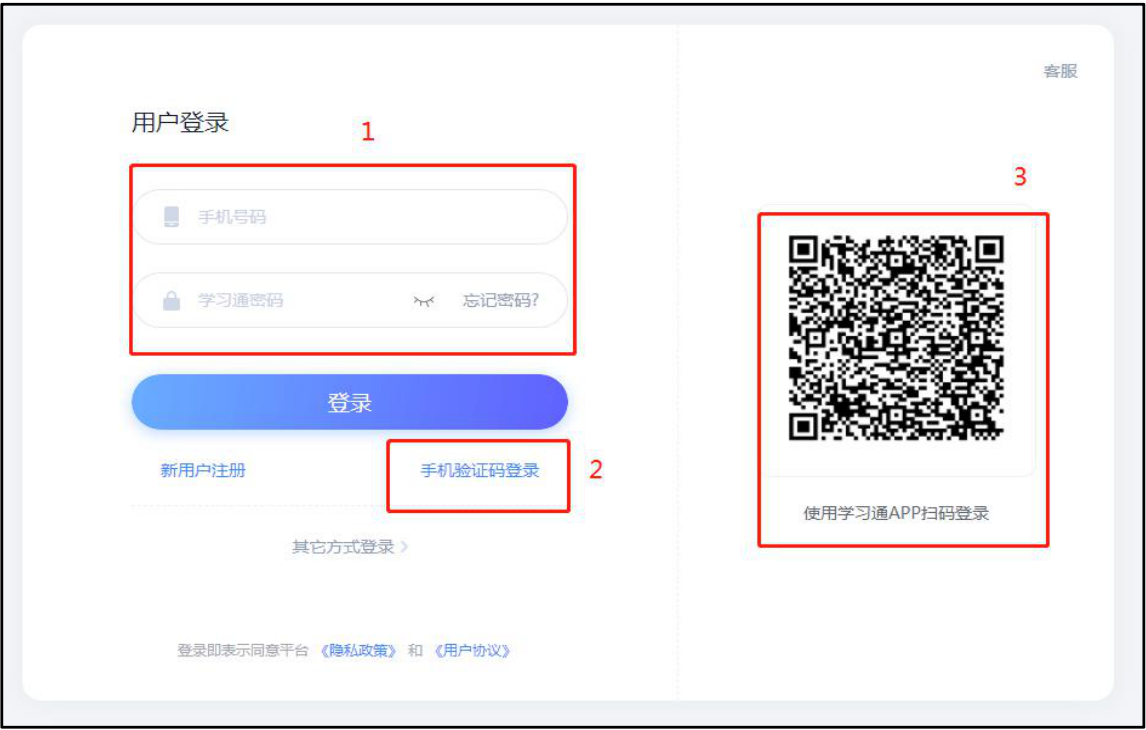 客服
用户登录
1
手机号码
学习通密码 忘记密码?
登录
新用户注册 手机验证码登录
2
其它方式登录 >
登录即表示同意平台 《隐私政策》 和 《用户协议》
3
使用学习通APP扫码登录